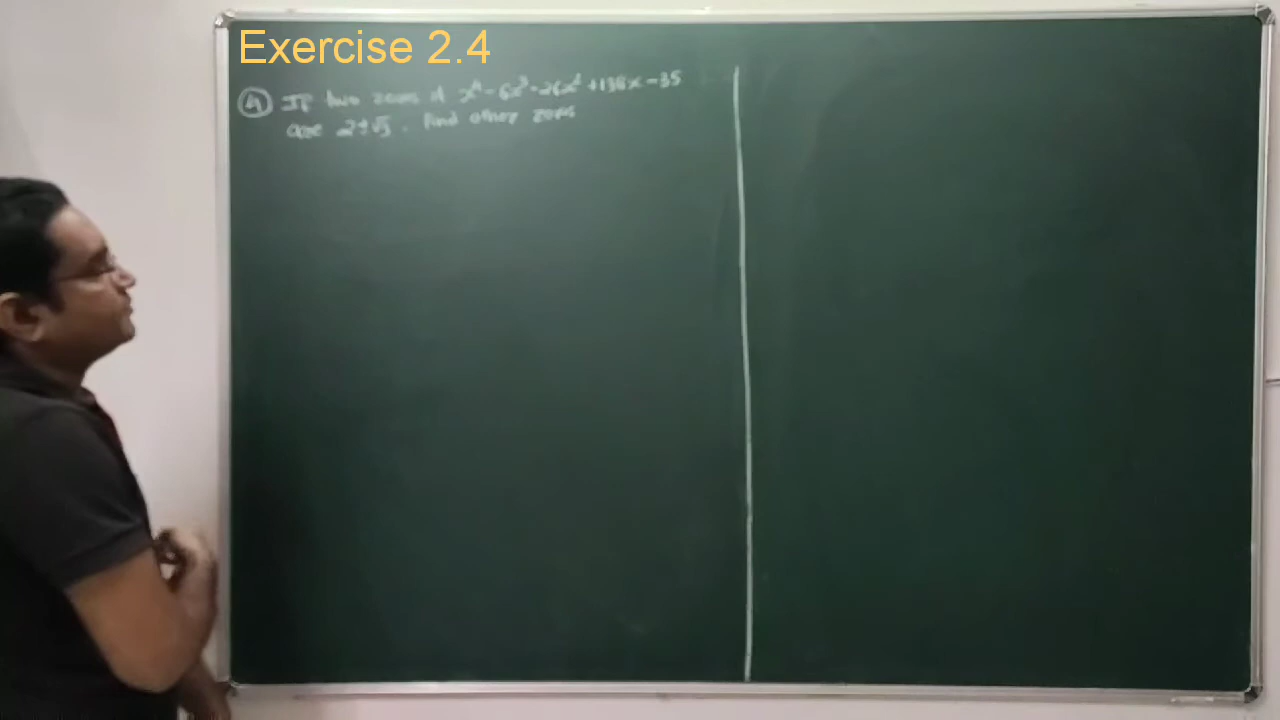 Exercise 2.4
④ If two zeros of x⁴-6x³-26x²+138x-35
are 2±√3. Find other zeros